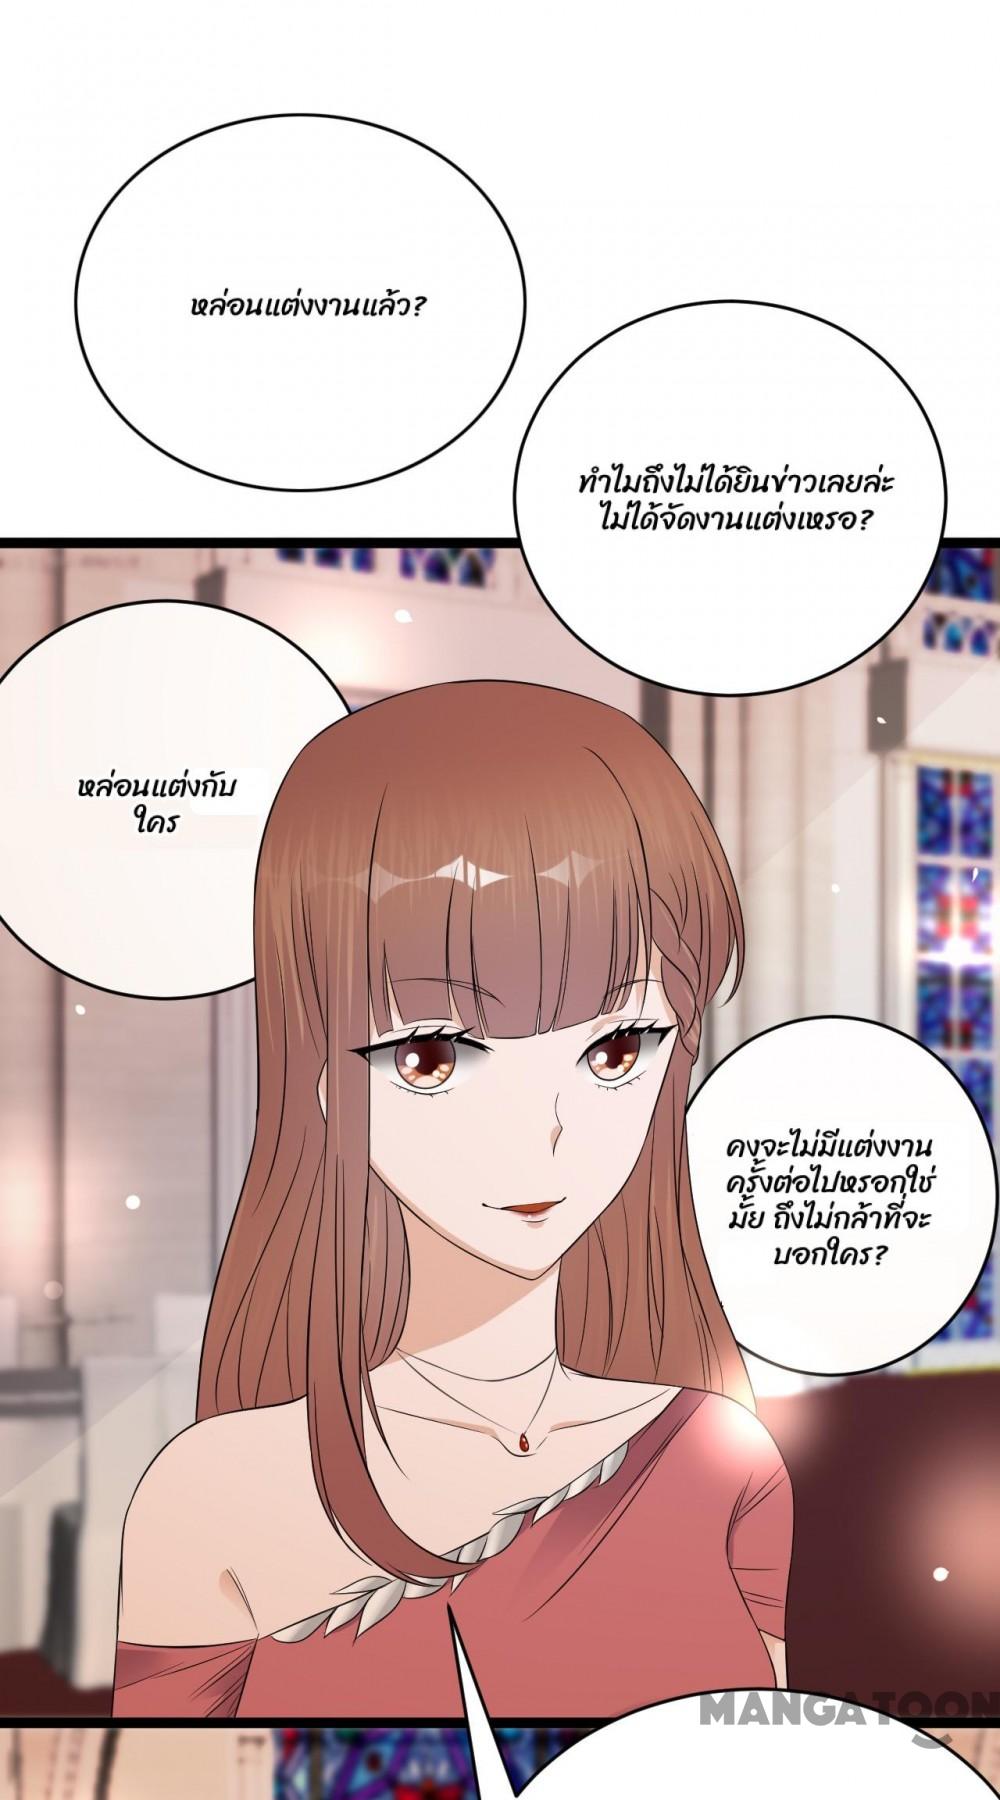 หล่อนแต่งงานแล้ว?
ทำไมถึงไม่ได้ยินข่าวเลยล่ะ
ไม่ได้จัดงานแต่งเหรอ?
หล่อนแต่งกับ
ใคร
คงจะไม่มีแต่งงาน
ครั้งต่อไปหรอกใช่
มั้ย ถึงไม่กล้าที่จะ
บอกใคร?
MANGATOON